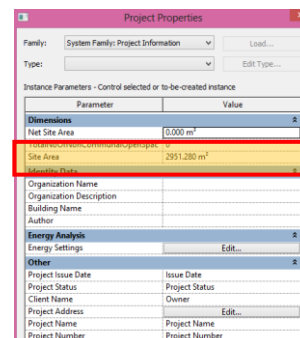 Project Properties
Family: System Family: Project Information Load...
Type: Edit Type...
Instance Parameters - Control selected or to-be-created instance
Parameter Value
Dimensions
Net Site Area 0.000 m²
TotalNoOfNonCommunalOpenSpac 0
Site Area 2951.280 m²
Identity Data
Organization Name
Organization Description
Building Name
Author
Energy Analysis
Energy Settings Edit...
Other
Project Issue Date Issue Date
Project Status Project Status
Client Name Owner
Project Address Edit...
Project Name Project Name
Project Number Project Number